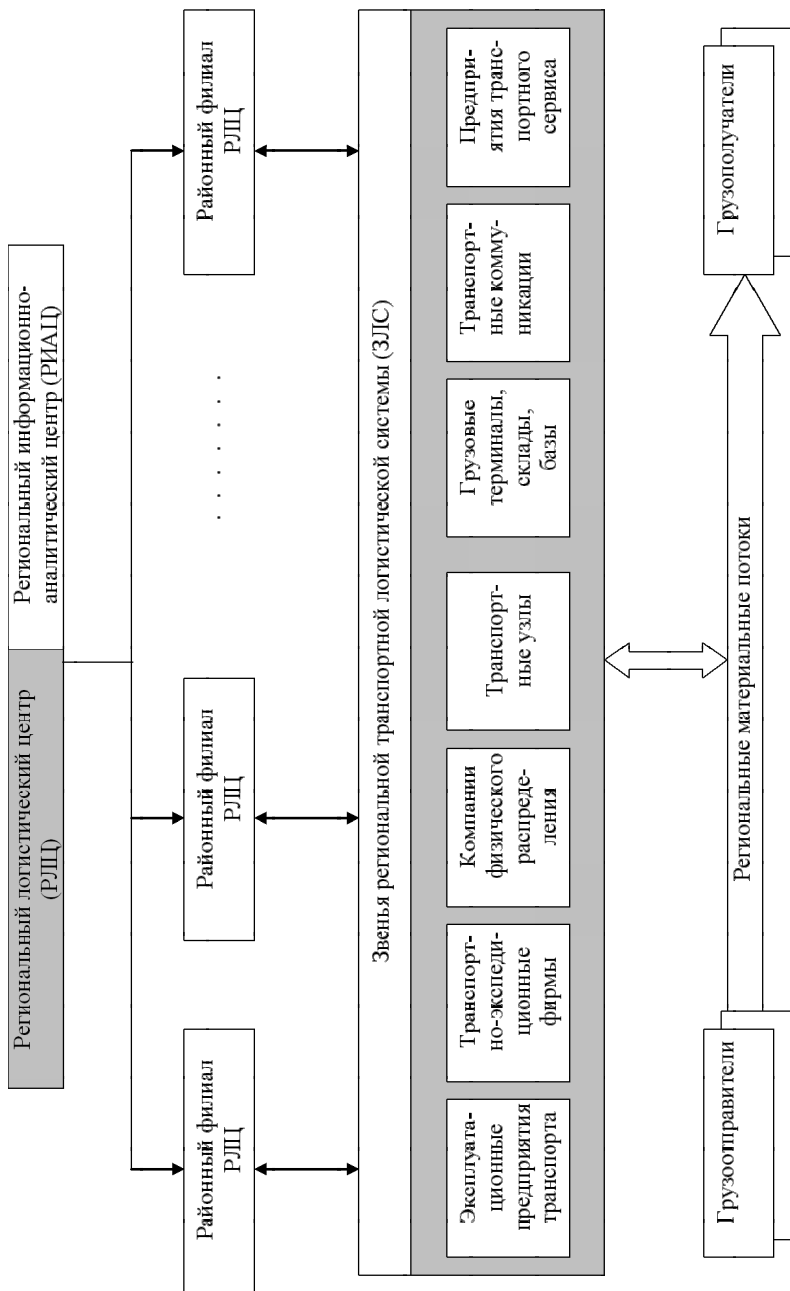 Региональный логистический центр
(РЛЦ)
Региональный информационно-
аналитический центр (РИАЦ)
Районный филиал
РЛЦ
Районный филиал
РЛЦ
. . . . . . . .
Районный филиал
РЛЦ
Звенья региональной транспортной логистической системы (ЗЛС)
Эксплуата-
ционные
предприятия
транспорта
Транспорт-
но-экспеди-
ционные
фирмы
Компании
физического
распреде-
ления
Транспорт-
ные узлы
Грузовые
терминалы,
склады,
базы
Транспорт-
ные комму-
никации
Предпри-
ятия транс-
портного
сервиса
Грузоотправители
Региональные материальные потоки
Грузополучатели